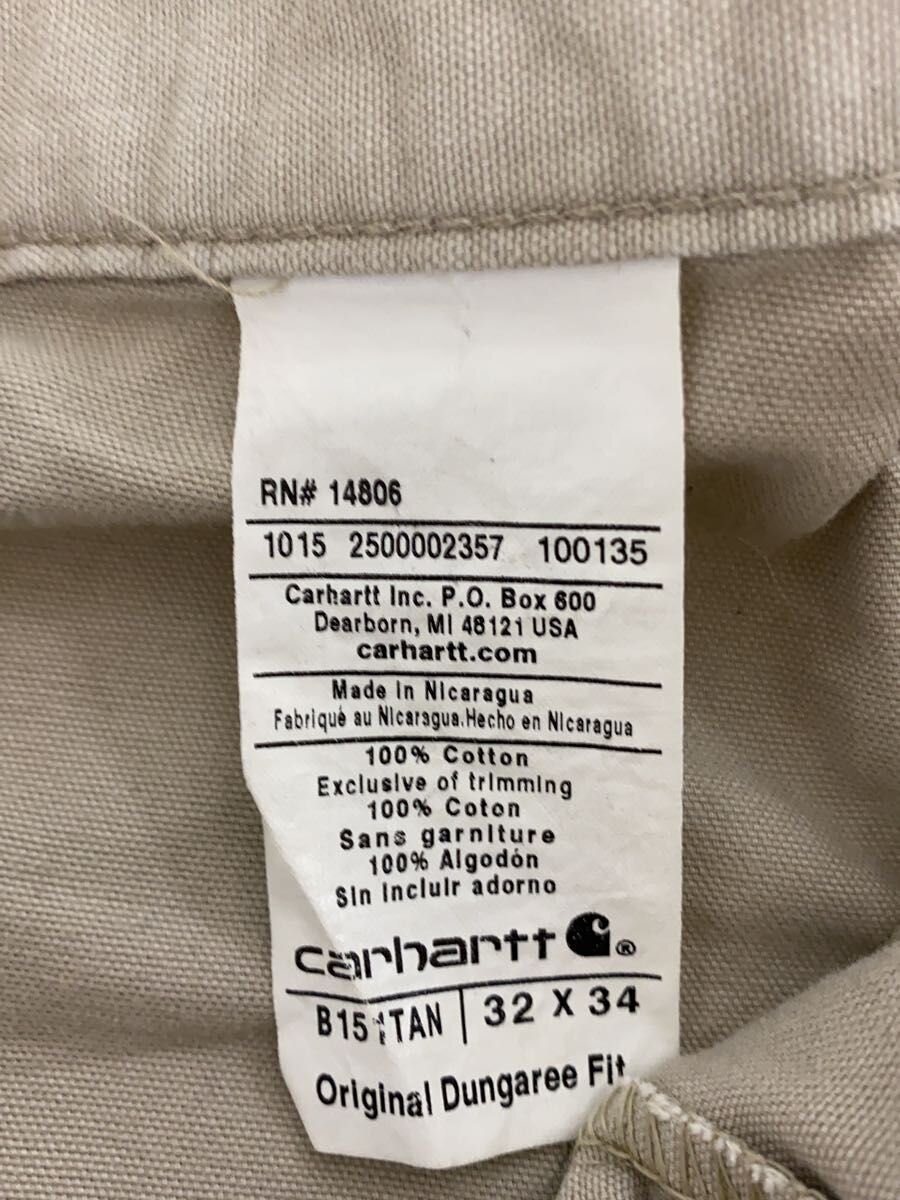 RN# 14806
1015 2500002357 100135
Carhartt Inc. P.O. Box 600
Dearborn, MI 48121 USA
carhartt.com
Made in Nicaragua
Fabriqué au Nicaragua.Hecho en Nicaragua
100% Cotton
Exclusive of trimming
100% Coton
Sans garniture
100% Algodón
Sin incluir adorno
carhartt ®
B151TAN 32 X 34
Original Dungaree Fit